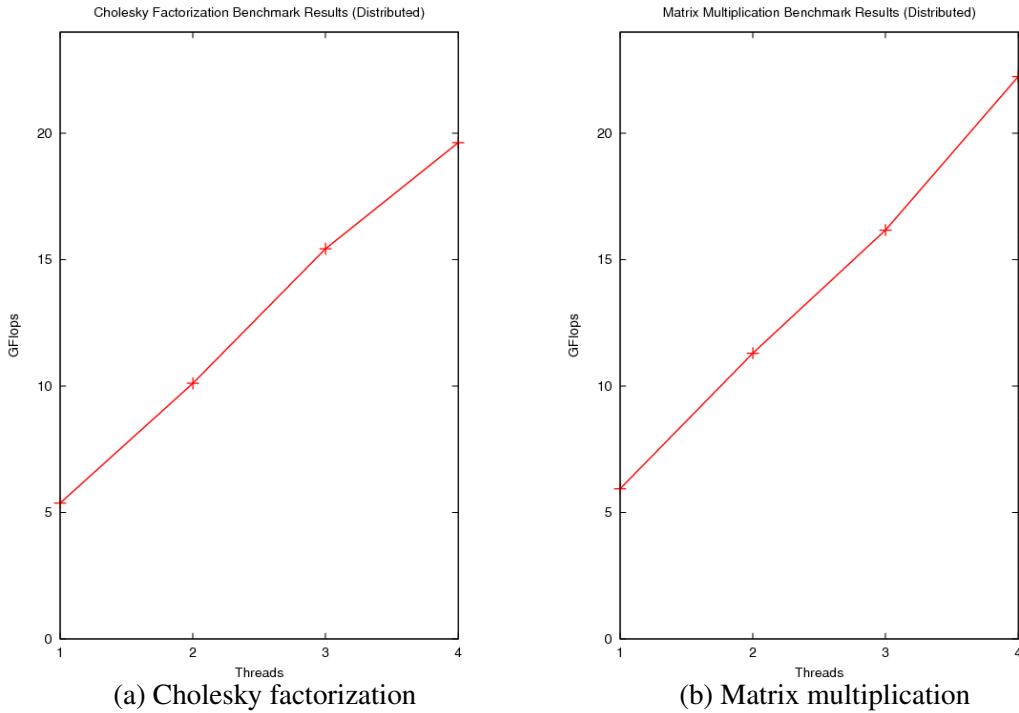 Cholesky Factorization Benchmark Results (Distributed)
20
15
10
5
0
GFlops
1 2 3 4
Threads
(a) Cholesky factorization
Matrix Multiplication Benchmark Results (Distributed)
20
15
10
5
0
GFlops
1 2 3 4
Threads
(b) Matrix multiplication